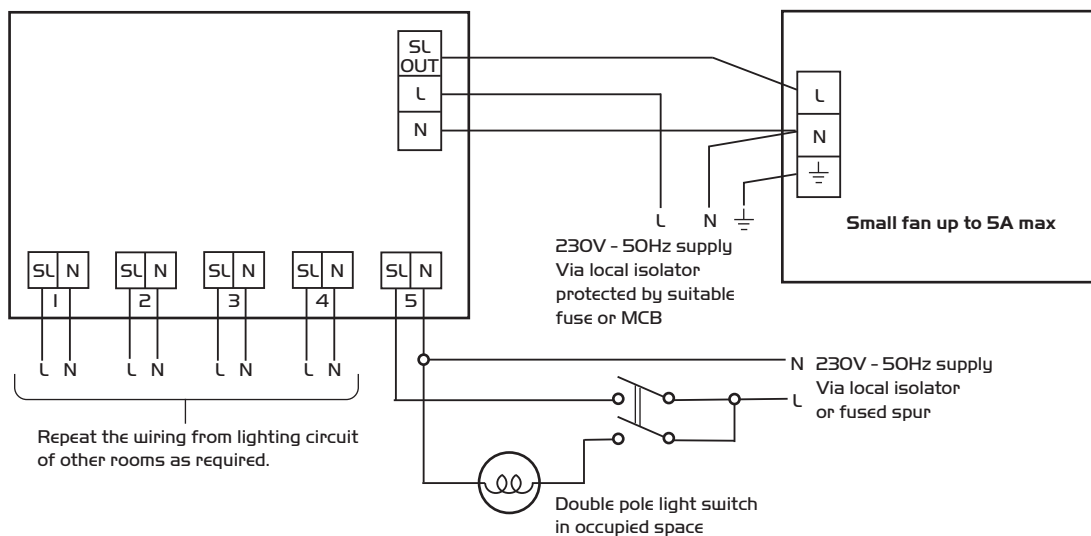 SL
OUT
L
N
L
N
Small fan up to 5A max
L N
230V - 50Hz supply
Via local isolator
protected by suitable
fuse or MCB
SL N SL N SL N SL N SL N
1 2 3 4 5
L N L N L N L N
N 230V - 50Hz supply
L Via local isolator
or fused spur
Repeat the wiring from lighting circuit
of other rooms as required.
Double pole light switch
in occupied space